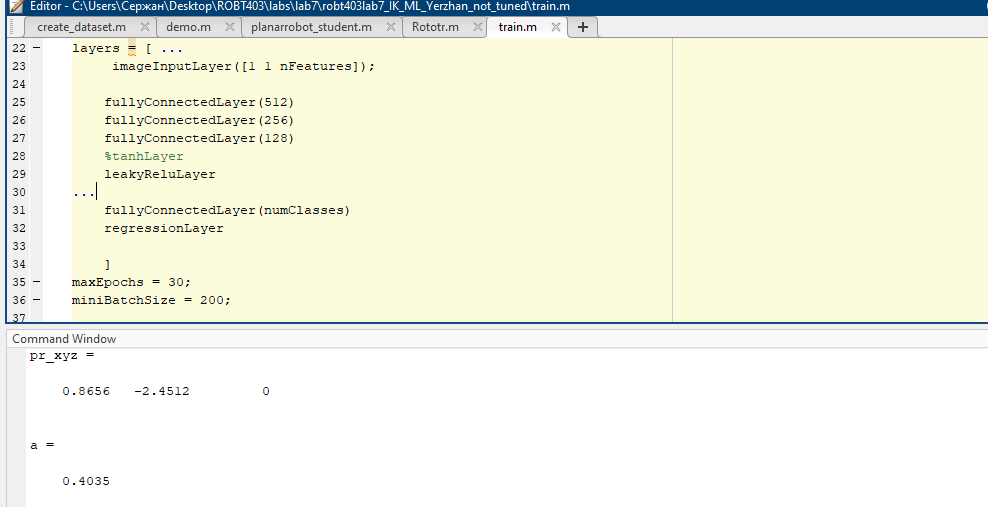 Editor - C:\Users\Сержан\Desktop\ROBT403\labs\lab7\robt403lab7_IK_ML_Yerzhan_not_tuned\train.m
create_dataset.m × demo.m × planarrobot_student.m × Rototr.m × train.m × +
22 - layers = [ ...
23 imageInputLayer([1 1 nFeatures]);
24
25 fullyConnectedLayer(512)
26 fullyConnectedLayer(256)
27 fullyConnectedLayer(128)
28 %tanhLayer
29 leakyReluLayer
30 ...
31 fullyConnectedLayer(numClasses)
32 regressionLayer
33
34 ]
35 - maxEpochs = 30;
36 - miniBatchSize = 200;
37
Command Window
pr_xyz =
0.8656 -2.4512 0
a =
0.4035